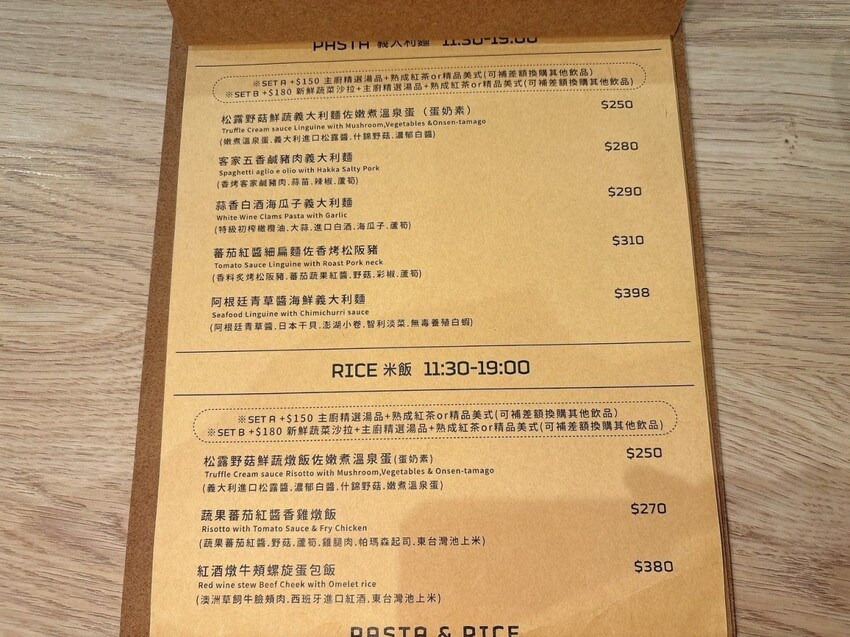 PASTA 義大利麵 11:30-19:00
※SET A +$150 主廚精選湯品+熟成紅茶or精品美式(可補差額換購其他飲品)
※SET B +$180 新鮮蔬菜沙拉+主廚精選湯品+熟成紅茶or精品美式(可補差額換購其他飲品)
松露野菇鮮蔬義大利麵佐嫩煮溫泉蛋（蛋奶素） $250
Truffle Cream sauce Linguine with Mushroom,Vegetables &Onsen-tamago
(嫩煮溫泉蛋.義大利進口松露醬.什錦野菇.濃郁白醬)
客家五香鹹豬肉義大利麵 $280
Spaghetti aglio e olio with Hakka Salty Pork
(香烤客家鹹豬肉.蒜苗.辣椒.蘆筍)
蒜香白酒海瓜子義大利麵 $290
White Wine Clams Pasta with Garlic
(特級初榨橄欖油.大蒜.進口白酒.海瓜子.蘆筍)
蕃茄紅醬細扁麵佐香烤松阪豬 $310
Tomato Sauce Linguine with Roast Pork neck
(香料炙烤松阪豬.蕃茄蔬果紅醬.野菇.彩椒.蘆筍)
阿根廷青草醬海鮮義大利麵 $398
Seafood Linguine with Chimichurri sauce
(阿根廷青草醬.日本干貝.澎湖小卷.智利淡菜.無毒養殖白蝦)
RICE 米飯 11:30-19:00
※SET A +$150 主廚精選湯品+熟成紅茶or精品美式(可補差額換購其他飲品)
※SET B +$180 新鮮蔬菜沙拉+主廚精選湯品+熟成紅茶or精品美式(可補差額換購其他飲品)
松露野菇鮮蔬燉飯佐嫩煮溫泉蛋(蛋奶素) $250
Truffle Cream sauce Risotto with Mushroom,Vegetables & Onsen-tamago
(義大利進口松露醬.濃郁白醬.什錦野菇.嫩煮溫泉蛋)
蔬果蕃茄紅醬香雞燉飯 $270
Risotto with Tomato Sauce & Fry Chicken
(蔬果蕃茄紅醬.野菇.蘆筍.雞腿肉.帕瑪森起司.東台灣池上米)
紅酒燉牛頰螺旋蛋包飯 $380
Red wine stew Beef Cheek with Omelet rice
(澳洲草飼牛臉頰肉.西班牙進口紅酒.東台灣池上米)
PASTA & RICE